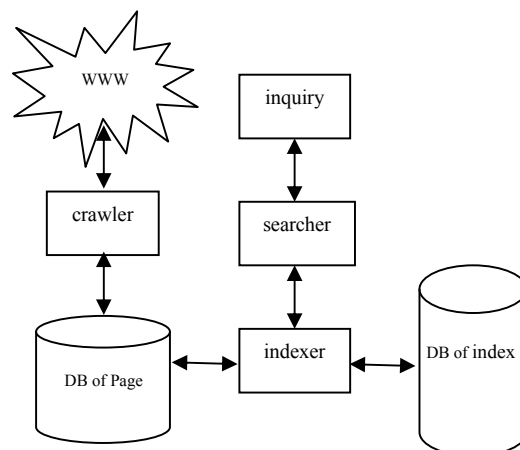 WWW
inquiry
crawler
searcher
DB of Page
indexer
DB of index